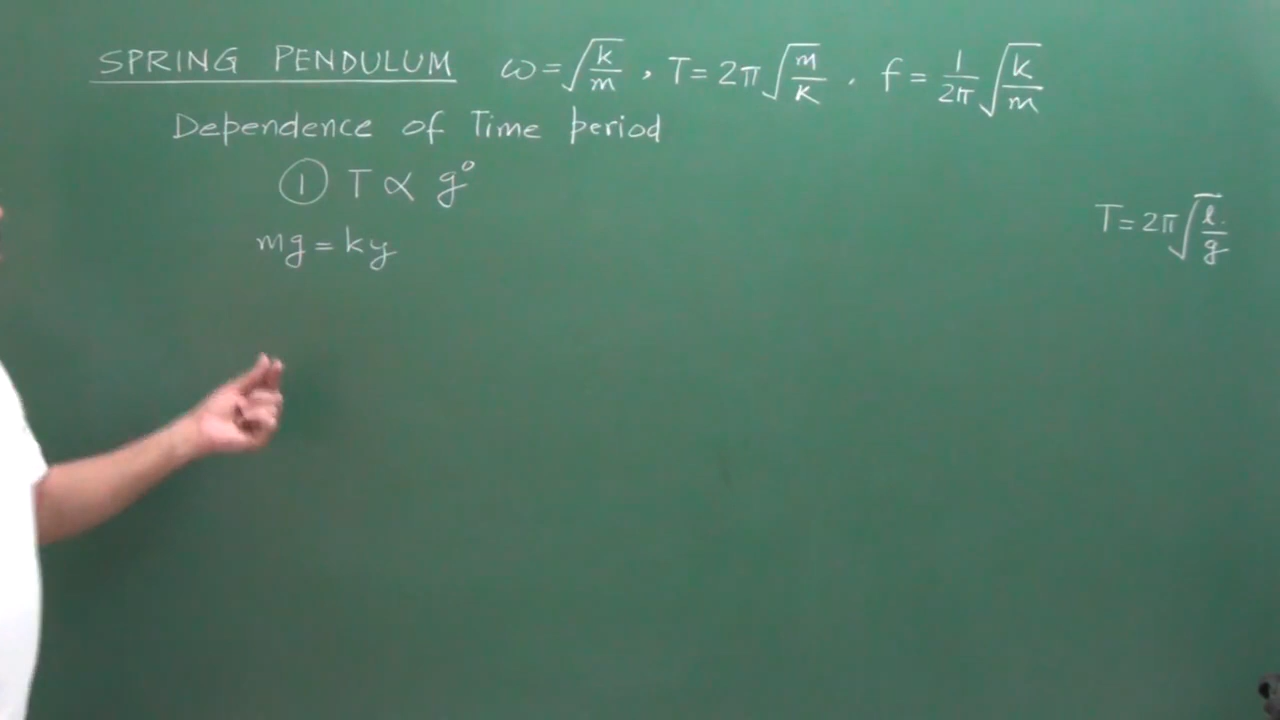 SPRING PENDULUM ω = √(k/m) , T = 2π √(m/k) . f = 1/2π √(k/m)
Dependence of Time period
① T ∝ g⁰
mg = ky
T = 2π √(l/g)